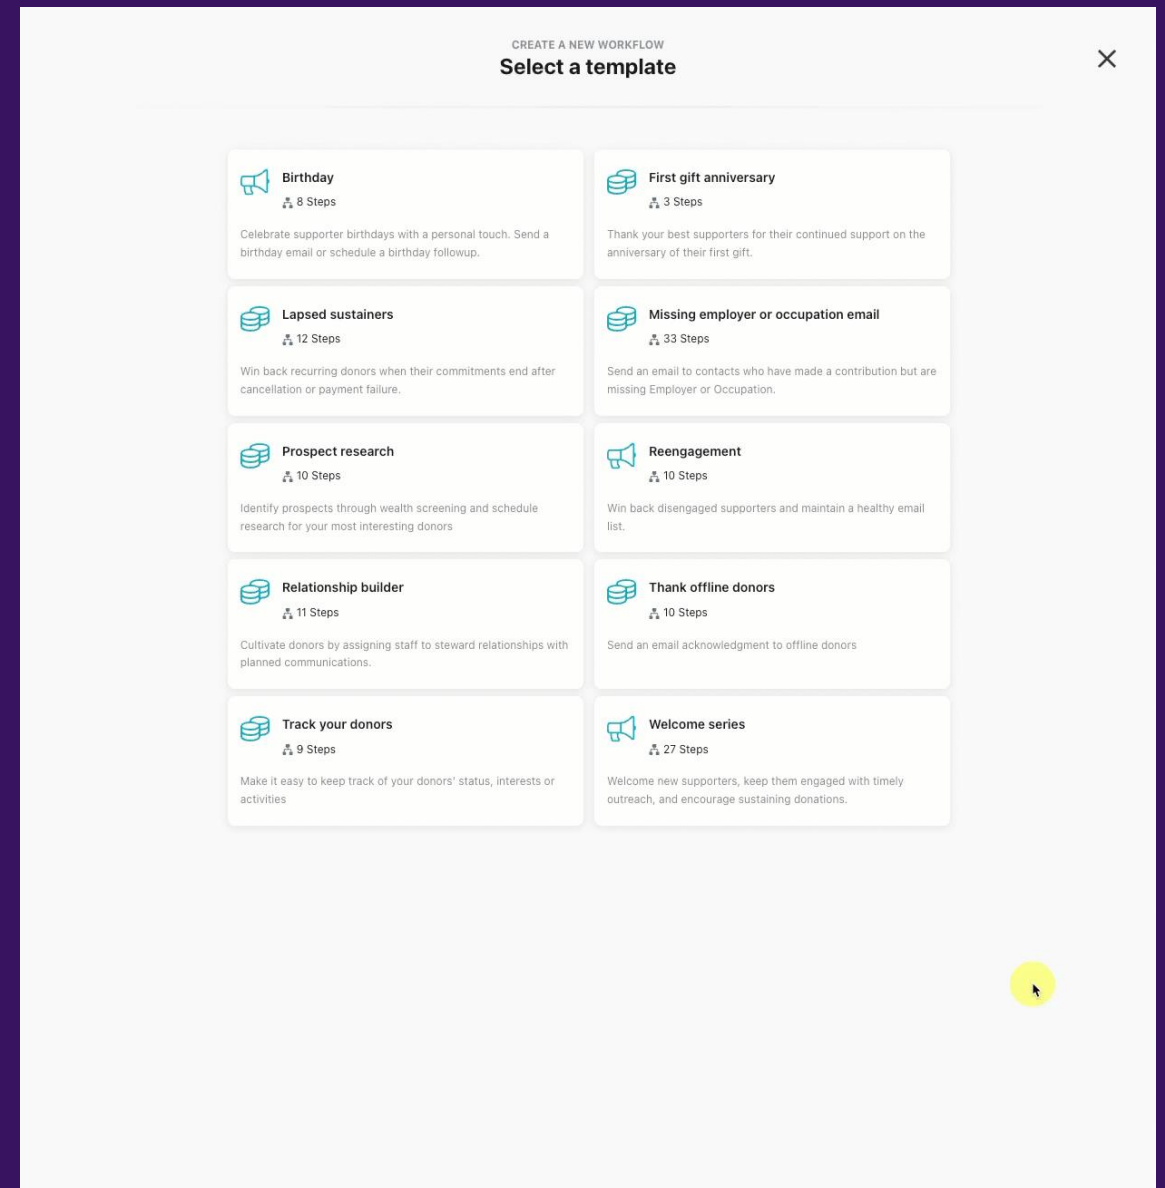 CREATE A NEW WORKFLOW
Select a template
Birthday
8 Steps
Celebrate supporter birthdays with a personal touch. Send a
birthday email or schedule a birthday followup.
First gift anniversary
3 Steps
Thank your best supporters for their continued support on the
anniversary of their first gift.
Lapsed sustainers
12 Steps
Win back recurring donors when their commitments end after
cancellation or payment failure.
Missing employer or occupation email
33 Steps
Send an email to contacts who have made a contribution but are
missing Employer or Occupation.
Prospect research
10 Steps
Identify prospects through wealth screening and schedule
research for your most interesting donors
Reengagement
10 Steps
Win back disengaged supporters and maintain a healthy email
list.
Relationship builder
11 Steps
Cultivate donors by assigning staff to steward relationships with
planned communications.
Thank offline donors
10 Steps
Send an email acknowledgment to offline donors
Track your donors
9 Steps
Make it easy to keep track of your donors' status, interests or
activities
Welcome series
27 Steps
Welcome new supporters, keep them engaged with timely
outreach, and encourage sustaining donations.